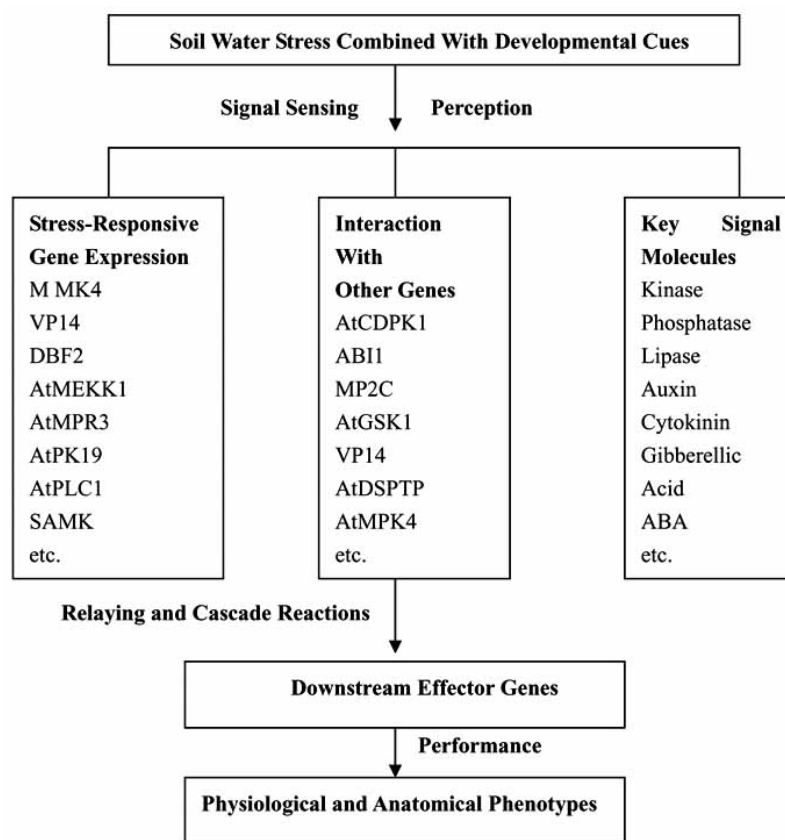 Soil Water Stress Combined With Developmental Cues
Signal Sensing Perception
Stress-Responsive
Gene Expression
M MK4
VP14
DBF2
AtMEKK1
AtMPR3
AtPK19
AtPLC1
SAMK
etc.
Interaction
With
Other Genes
AtCDPK1
ABI1
MP2C
AtGSK1
VP14
AtDSPTP
AtMPK4
etc.
Key Signal
Molecules
Kinase
Phosphatase
Lipase
Auxin
Cytokinin
Gibberellic
Acid
ABA
etc.
Relaying and Cascade Reactions
Downstream Effector Genes
Performance
Physiological and Anatomical Phenotypes